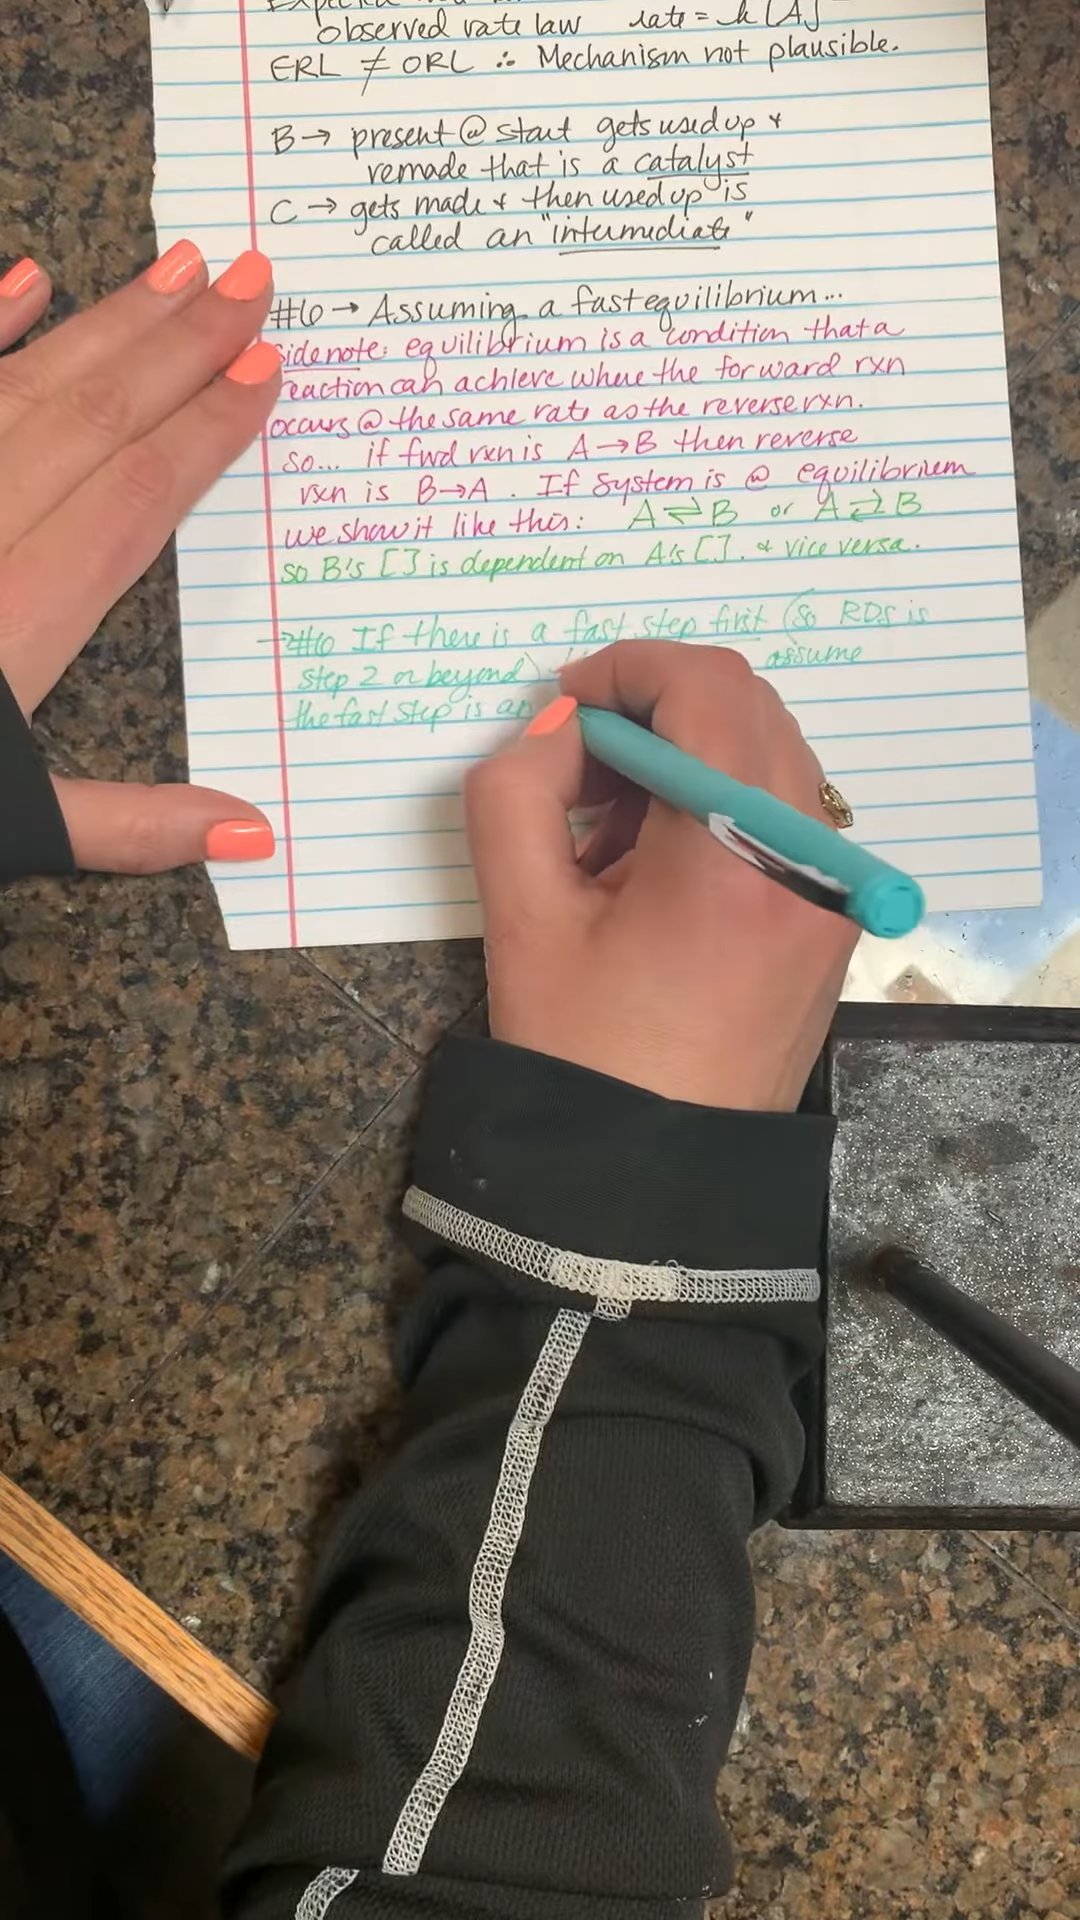 observed rate law rate = k[A]
ERL ≠ ORL ∴ Mechanism not plausible.
B → present @ start gets used up &
remade that is a catalyst
C → gets made & then used up is
called an "intermediate"
#6 → Assuming a fast equilibrium...
sidenote: equilibrium is a condition that a
reaction can achieve where the forward rxn
occurs @ the same rate as the reverse rxn.
so... if fwd rxn is A → B then reverse
rxn is B → A. If system is @ equilibrium
we show it like this: A ⇌ B or A ⇄ B
so B's [] is dependent on A's []. & vice versa.
→ #6 If there is a fast step first (so RDS is
step 2 or beyond) assume
the fast step is an